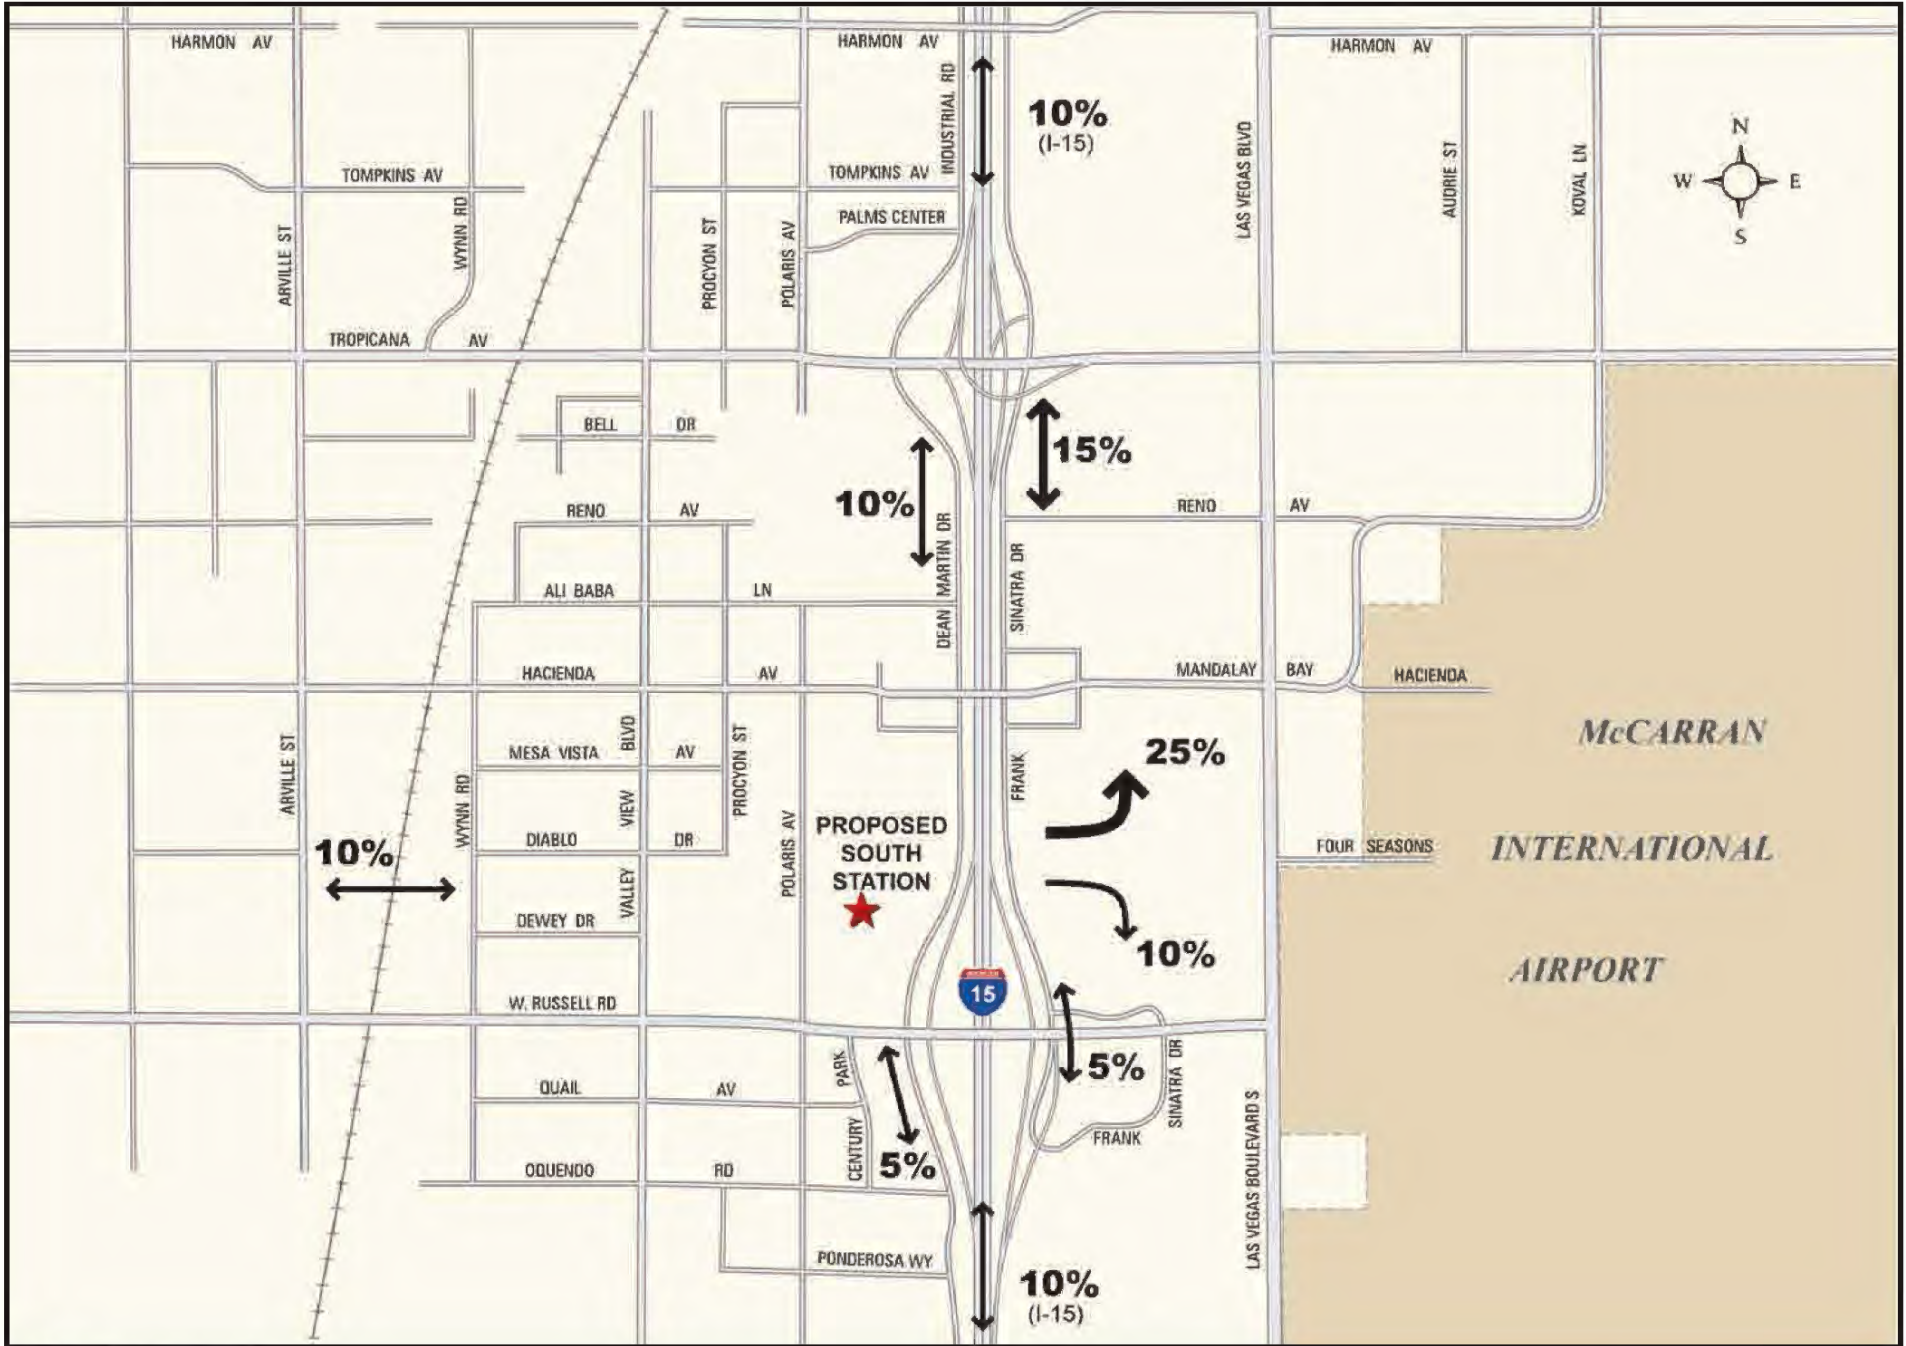 HARMON AV
HARMON AV
HARMON AV
INDUSTRIAL RD
10%
(I-15)
LAS VEGAS BLVD
AUDRIE ST
KOVAL LN
N
W E
S
TOMPKINS AV
TOMPKINS AV
PALMS CENTER
ARVILLE ST
WYNN RD
PROCYON ST
POLARIS AV
TROPICANA AV
BELL DR
15%
10%
RENO AV
RENO AV
DEAN MARTIN DR
SINATRA DR
ALI BABA LN
HACIENDA AV
MANDALAY BAY
HACIENDA
ARVILLE ST
WYNN RD
MESA VISTA AV
VALLEY VIEW BLVD
PROCYON ST
POLARIS AV
FRANK
25%
McCARRAN
INTERNATIONAL
AIRPORT
PROPOSED
SOUTH
STATION
DIABLO DR
10%
FOUR SEASONS
DEWEY DR
10%
15
W. RUSSELL RD
PARK
CENTURY
5%
5%
SINATRA DR
FRANK
QUAIL AV
OQUENDO RD
LAS VEGAS BOULEVARD S
PONDEROSA WY
10%
(I-15)